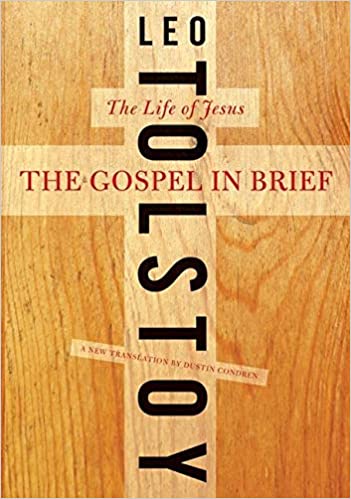 LEO
TOLSTOY
The Life of Jesus
THE GOSPEL IN BRIEF
A NEW TRANSLATION BY DUSTIN CONDREN